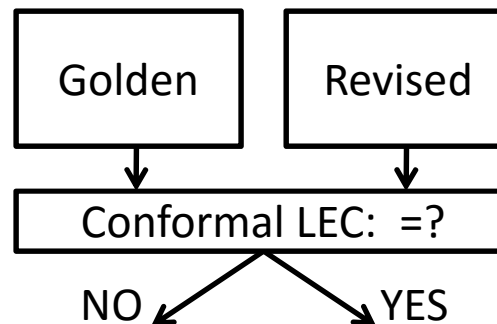 Golden
Revised
Conformal LEC: =?
NO
YES